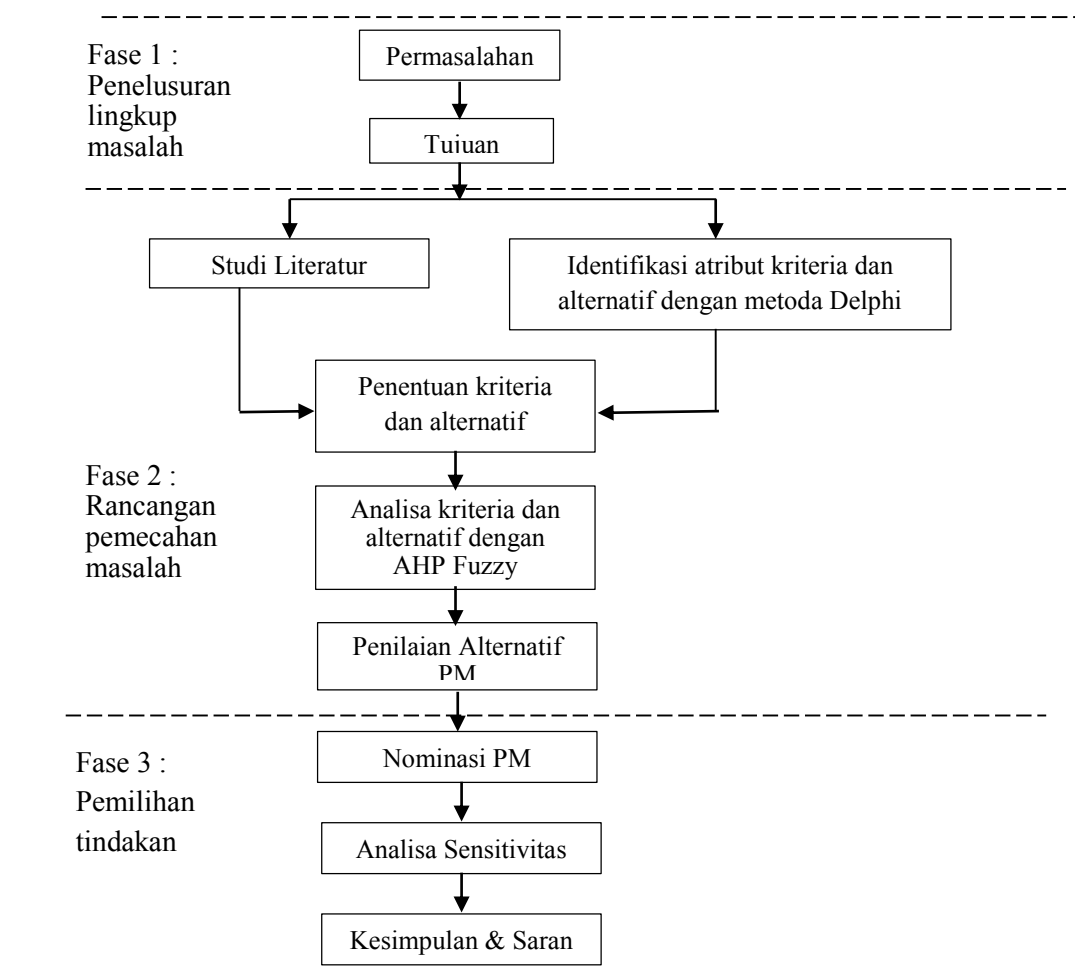 Fase 1 :
Penelusuran
lingkup
masalah
Permasalahan
Tujuan
Studi Literatur
Identifikasi atribut kriteria dan
alternatif dengan metoda Delphi
Penentuan kriteria
dan alternatif
Fase 2 :
Rancangan
pemecahan
masalah
Analisa kriteria dan
alternatif dengan
AHP Fuzzy
Penilaian Alternatif
PM
Fase 3 :
Pemilihan
tindakan
Nominasi PM
Analisa Sensitivitas
Kesimpulan & Saran